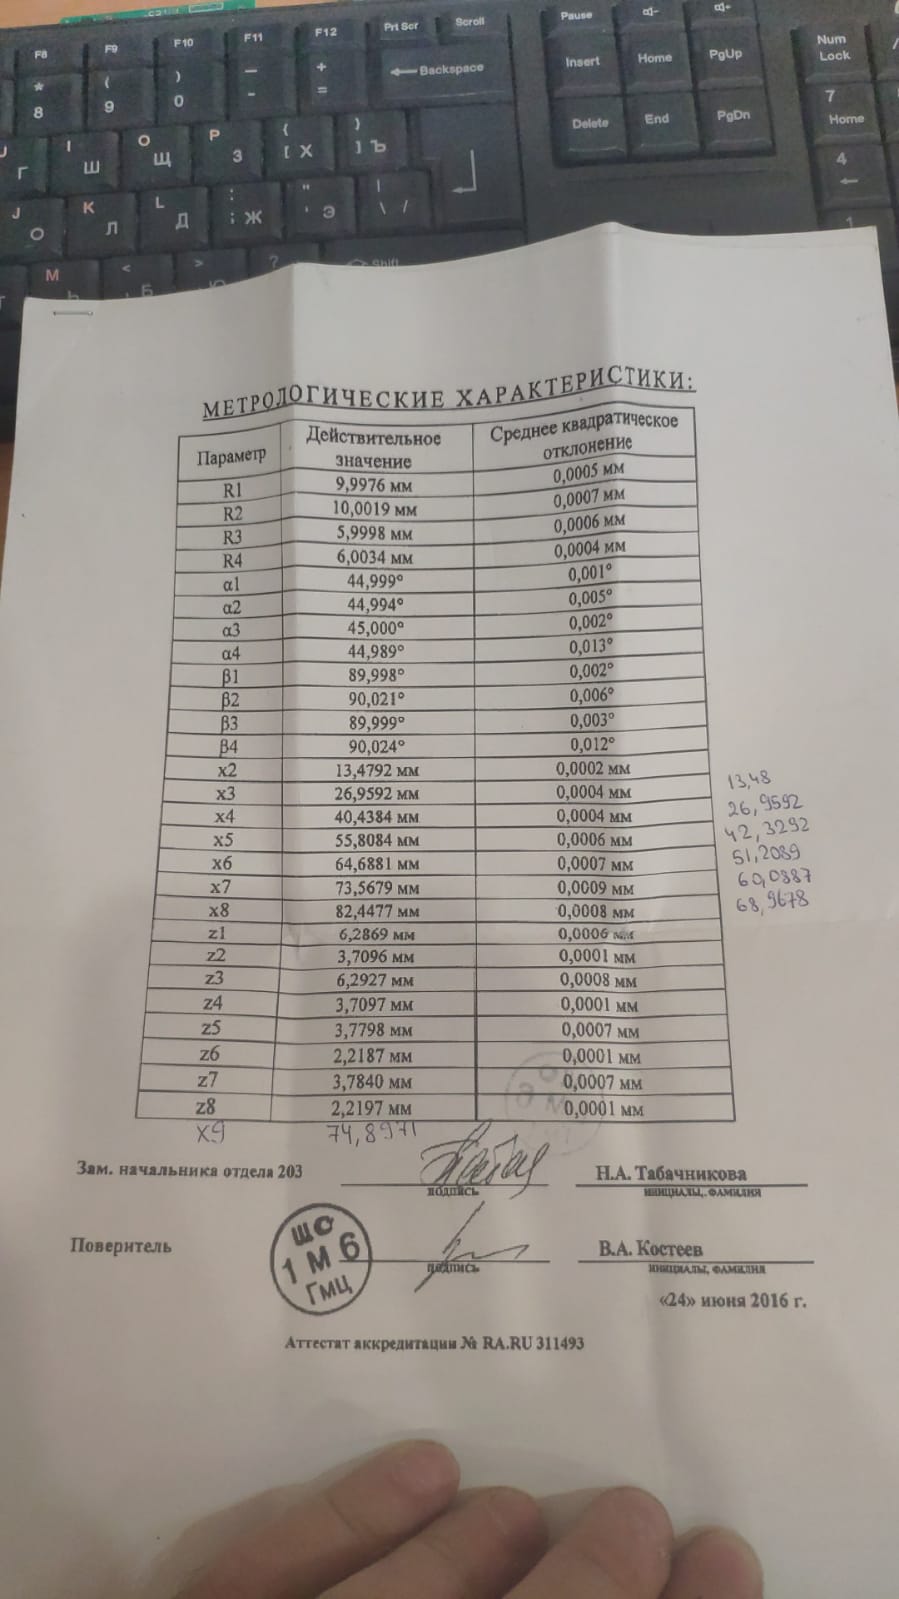 F8 F9 F10 F11 F12 Prt Scr Scroll Pause
* 8 ( 9 ) 0 — - + = Backspace Insert Home PgUp Num Lock
Г I Ш O Щ P З { [ Х } ] Ъ Delete End PgDn 7 Home
J О K Л L Д : ; Ж " ' Э | \ / 4
М < Б > ? Shift 1
МЕТРОЛОГИЧЕСКИЕ ХАРАКТЕРИСТИКИ:
Параметр Действительное значение Среднее квадратическое отклонение
R1 9,9976 мм 0,0005 мм
R2 10,0019 мм 0,0007 мм
R3 5,9998 мм 0,0006 мм
R4 6,0034 мм 0,0004 мм
α1 44,999° 0,001°
α2 44,994° 0,005°
α3 45,000° 0,002°
α4 44,989° 0,013°
β1 89,998° 0,002°
β2 90,021° 0,006°
β3 89,999° 0,003°
β4 90,024° 0,012°
x2 13,4792 мм 0,0002 мм 13,48
x3 26,9592 мм 0,0004 мм 26,9592
x4 40,4384 мм 0,0004 мм 42,3292
x5 55,8084 мм 0,0006 мм 51,2089
x6 64,6881 мм 0,0007 мм 60,0887
x7 73,5679 мм 0,0009 мм 68,9678
x8 82,4477 мм 0,0008 мм
z1 6,2869 мм 0,0006 мм
z2 3,7096 мм 0,0001 мм
z3 6,2927 мм 0,0008 мм
z4 3,7097 мм 0,0001 мм
z5 3,7798 мм 0,0007 мм
z6 2,2187 мм 0,0001 мм
z7 3,7840 мм 0,0007 мм
z8 2,2197 мм 0,0001 мм
x9 74,8971
Зам. начальника отдела 203 Н.А. Табачникова
подпись инициалы, фамилия
Поверитель В.А. Костеев
подпись инициалы, фамилия
ШО
1 М 6
ГМЦ
«24» июня 2016 г.
Аттестат аккредитации № RA.RU 311493